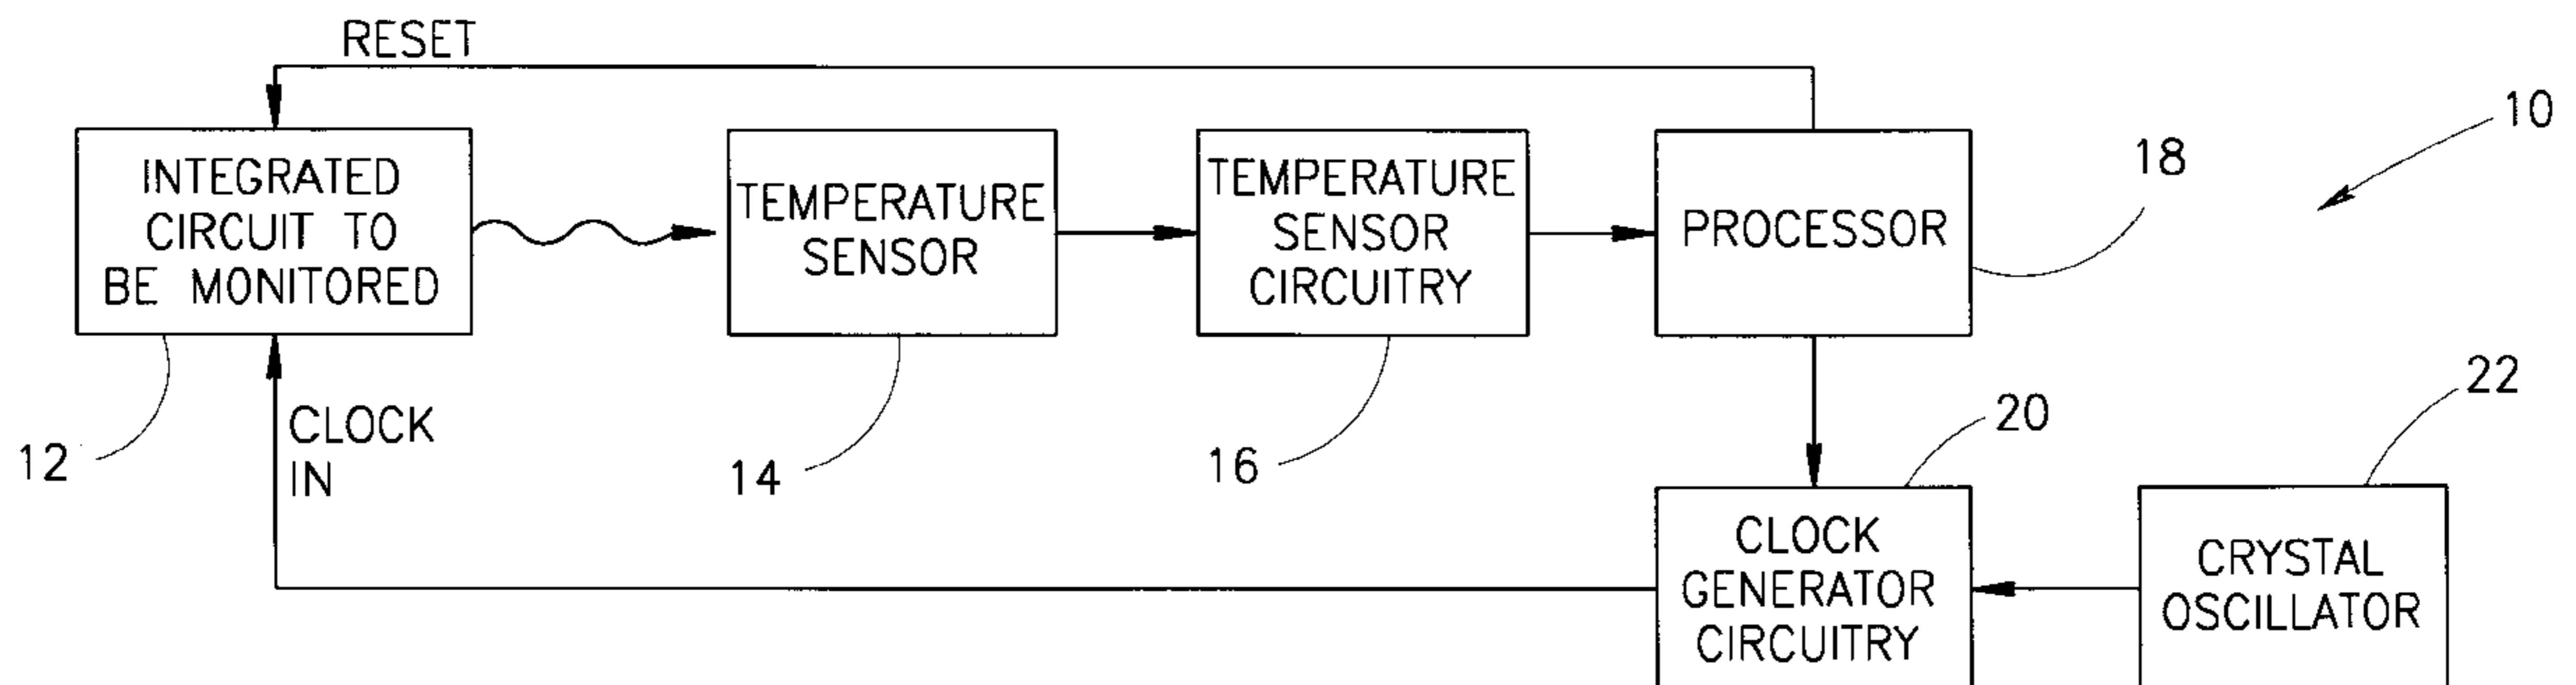 RESET
10
18
INTEGRATED
CIRCUIT TO
BE MONITORED
TEMPERATURE
SENSOR
TEMPERATURE
SENSOR
CIRCUITRY
PROCESSOR
22
20
CLOCK
IN
12
14
16
CLOCK
GENERATOR
CIRCUITRY
CRYSTAL
OSCILLATOR